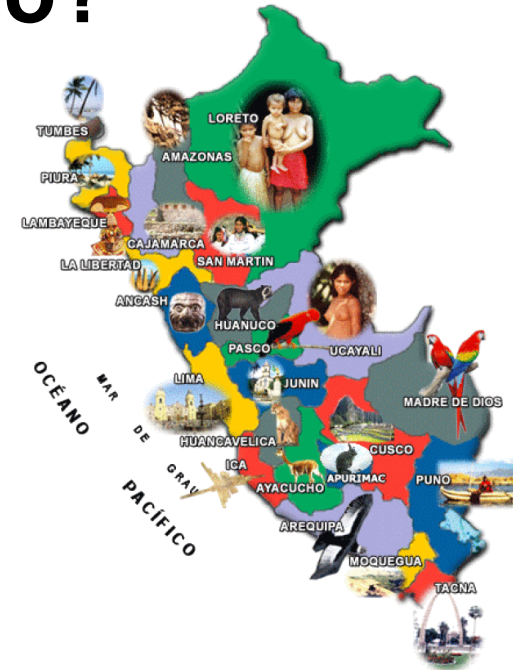 O?
LORETO
TUMBES
AMAZONAS
PIURA
LAMBAYEQUE
CAJAMARCA
LA LIBERTAD
SAN MARTIN
ANCASH
HUANUCO
PASCO
UCAYALI
LIMA
JUNIN
MADRE DE DIOS
OCÉANO
MAR
DE
GRAU
PACÍFICO
HUANCAVELICA
CUSCO
ICA
AYACUCHO
APURIMAC
PUNO
AREQUIPA
MOQUEGUA
TACNA